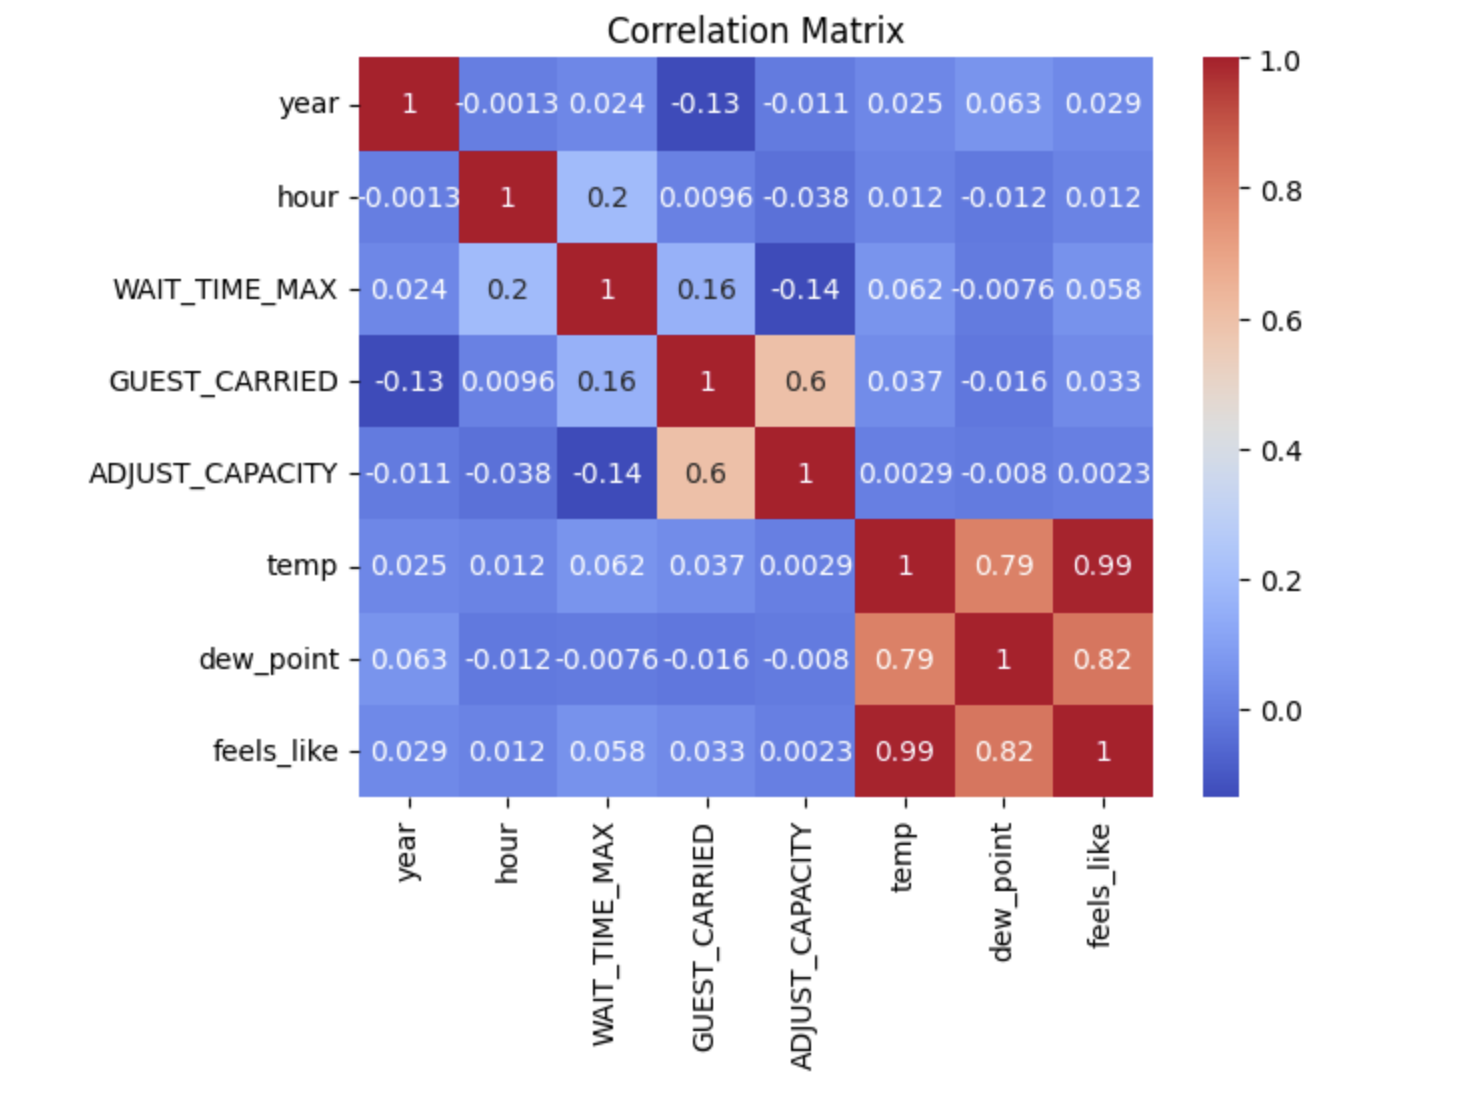 Correlation Matrix
year 1 -0.0013 0.024 -0.13 -0.011 0.025 0.063 0.029
hour -0.0013 1 0.2 0.0096 -0.038 0.012 -0.012 0.012
WAIT_TIME_MAX 0.024 0.2 1 0.16 -0.14 0.062 -0.0076 0.058
GUEST_CARRIED -0.13 0.0096 0.16 1 0.6 0.037 -0.016 0.033
ADJUST_CAPACITY -0.011 -0.038 -0.14 0.6 1 0.0029 -0.008 0.0023
temp 0.025 0.012 0.062 0.037 0.0029 1 0.79 0.99
dew_point 0.063 -0.012 -0.0076 -0.016 -0.008 0.79 1 0.82
feels_like 0.029 0.012 0.058 0.033 0.0023 0.99 0.82 1
year
hour
WAIT_TIME_MAX
GUEST_CARRIED
ADJUST_CAPACITY
temp
dew_point
feels_like
1.0
0.8
0.6
0.4
0.2
0.0